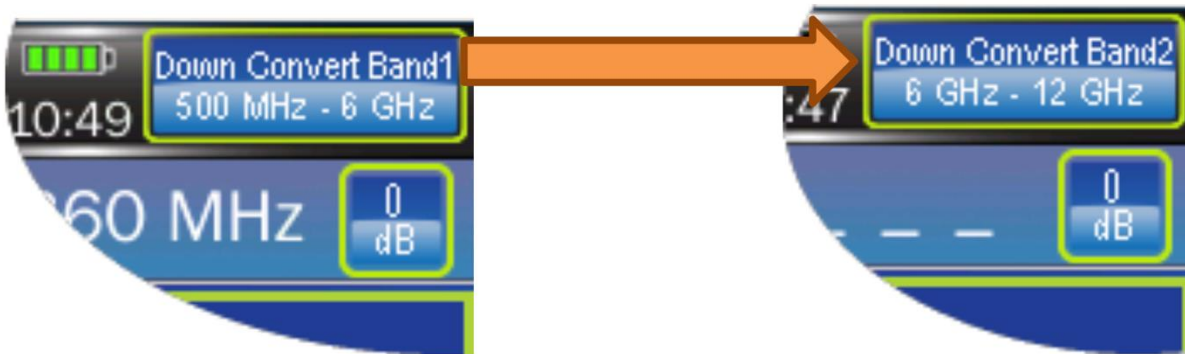 Down Convert Band1
500 MHz - 6 GHz
10:49
60 MHz
0
dB
Down Convert Band2
6 GHz - 12 GHz
:47
_ _ _
0
dB